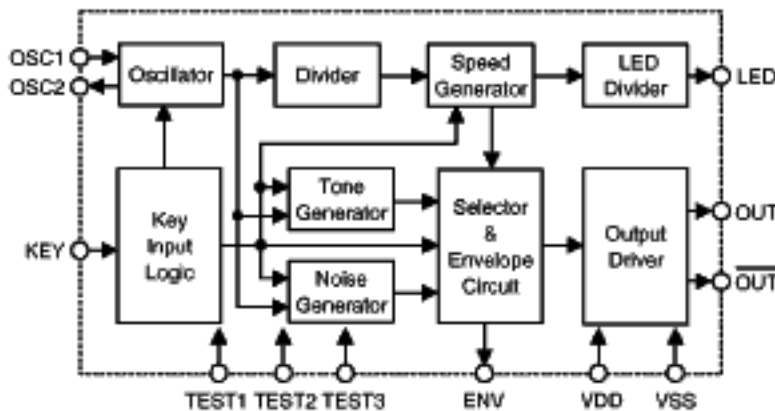 OSC1
OSC2
Oscillator
Divider
Speed
Generator
LED
Divider
LED
KEY
Key
Input
Logic
Tone
Generator
Noise
Generator
Selector
&
Envelope
Circuit
Output
Driver
OUT
OUT
TEST1 TEST2 TEST3 ENV VDD VSS